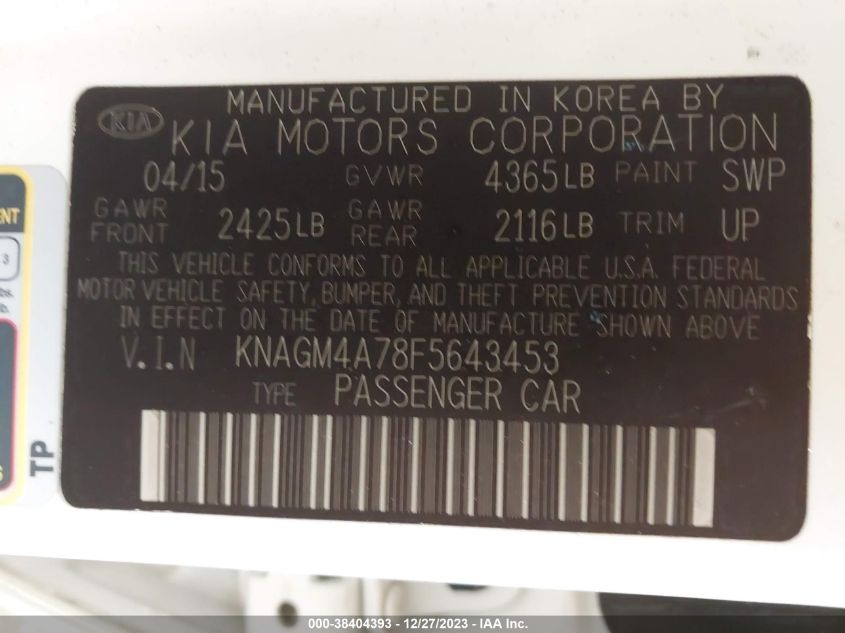 MANUFACTURED IN KOREA BY
KIA KIA MOTORS CORPORATION
04/15 GVWR 4365LB PAINT SWP
GAWR FRONT 2425LB GAWR REAR 2116LB TRIM UP
THIS VEHICLE CONFORMS TO ALL APPLICABLE U.S.A. FEDERAL
MOTOR VEHICLE SAFETY, BUMPER, AND THEFT PREVENTION STANDARDS
IN EFFECT ON THE DATE OF MANUFACTURE SHOWN ABOVE
V.I.N KNAGM4A78F5643453
TYPE PASSENGER CAR
TP
000-38404393 - 12/27/2023 - IAA Inc.